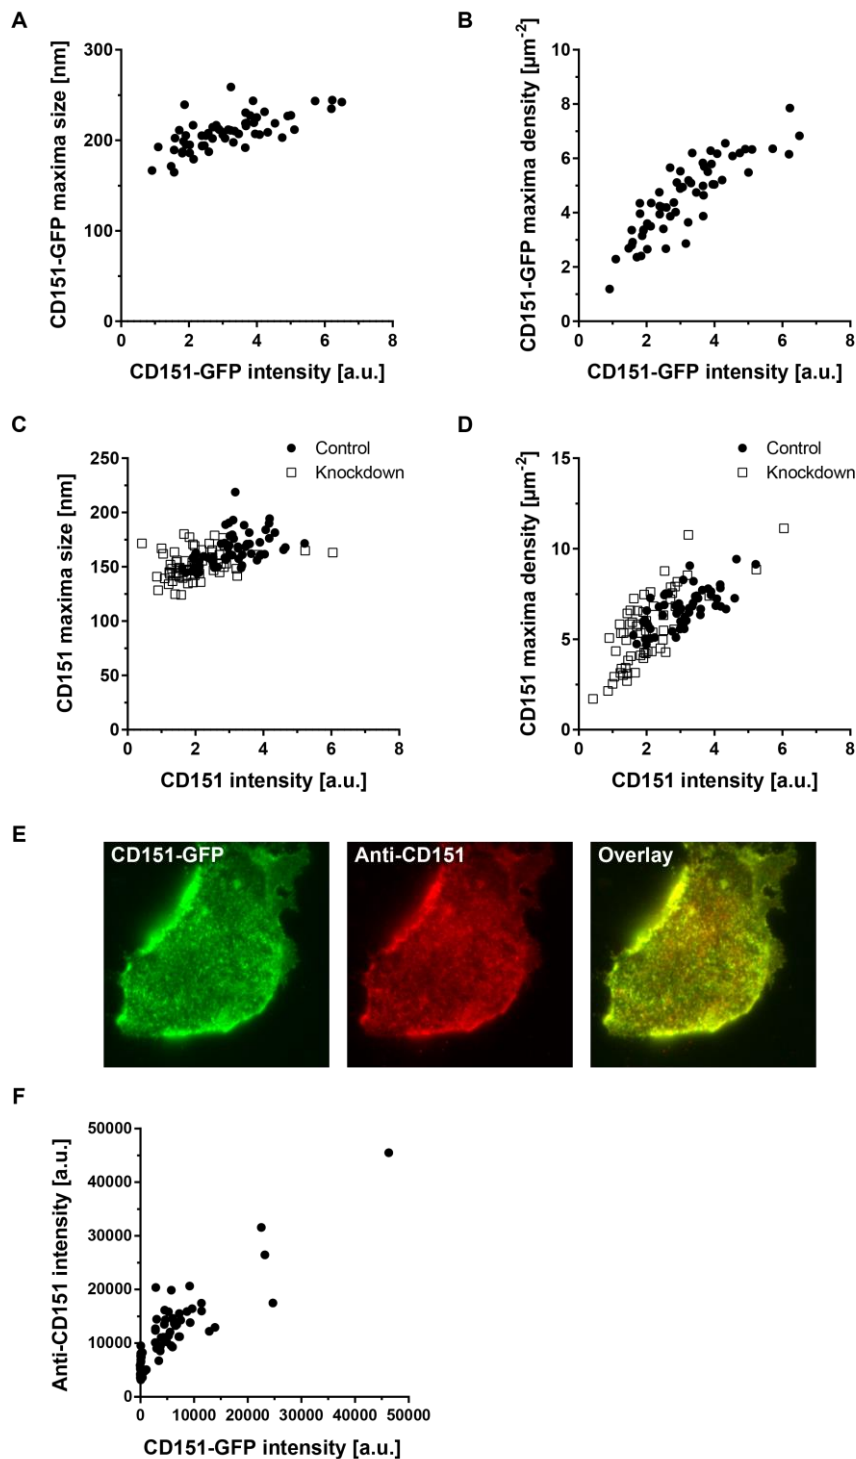 A
CD151-GFP maxima size [nm]
300
200
100
0
0 2 4 6 8
CD151-GFP intensity [a.u.]
B
CD151-GFP maxima density [µm⁻²]
10
8
6
4
2
0
0 2 4 6 8
CD151-GFP intensity [a.u.]
C
Control
Knockdown
CD151 maxima size [nm]
250
200
150
100
50
0
0 2 4 6 8
CD151 intensity [a.u.]
D
Control
Knockdown
CD151 maxima density [µm⁻²]
15
10
5
0
0 2 4 6 8
CD151 intensity [a.u.]
E
CD151-GFP
Anti-CD151
Overlay
F
Anti-CD151 intensity [a.u.]
50000
40000
30000
20000
10000
0
0 10000 20000 30000 40000 50000
CD151-GFP intensity [a.u.]